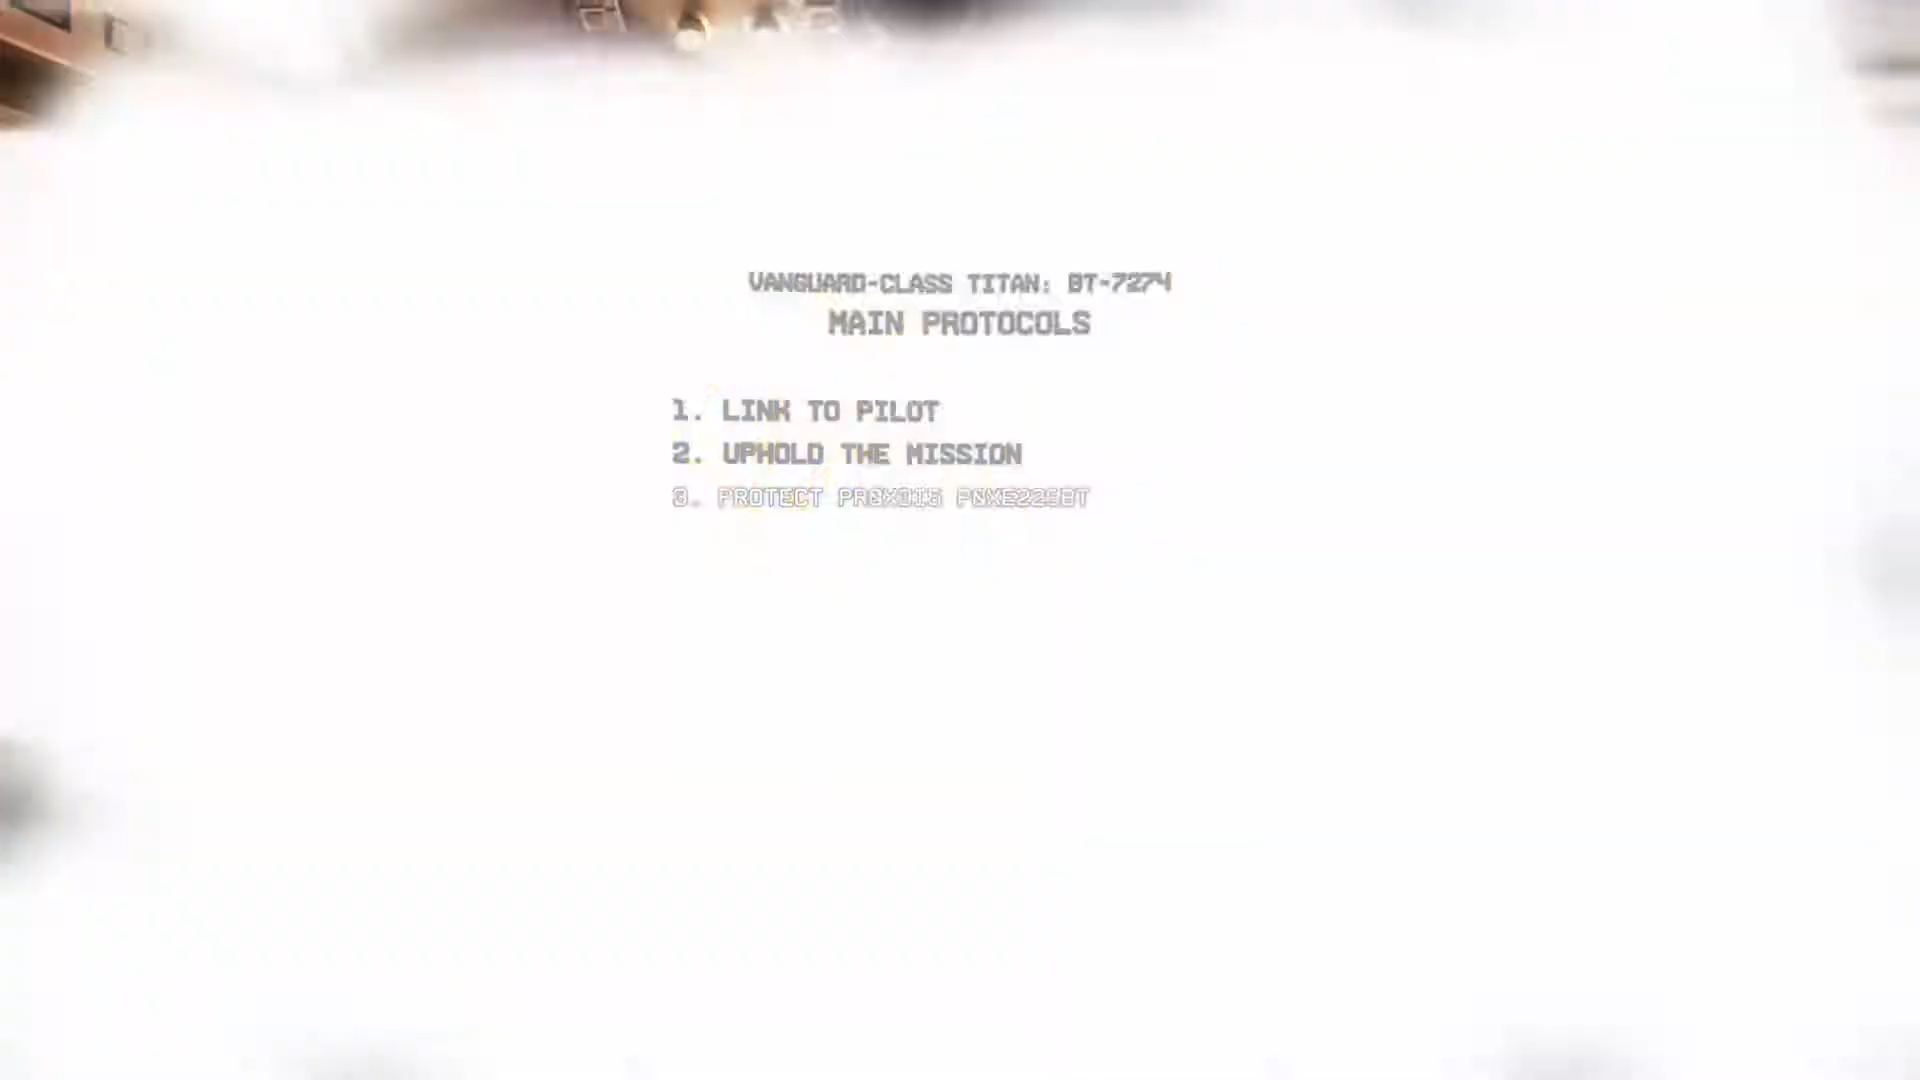 VANGUARD-CLASS TITAN: BT-7274
MAIN PROTOCOLS
1. LINK TO PILOT
2. UPHOLD THE MISSION
3. PROTECT